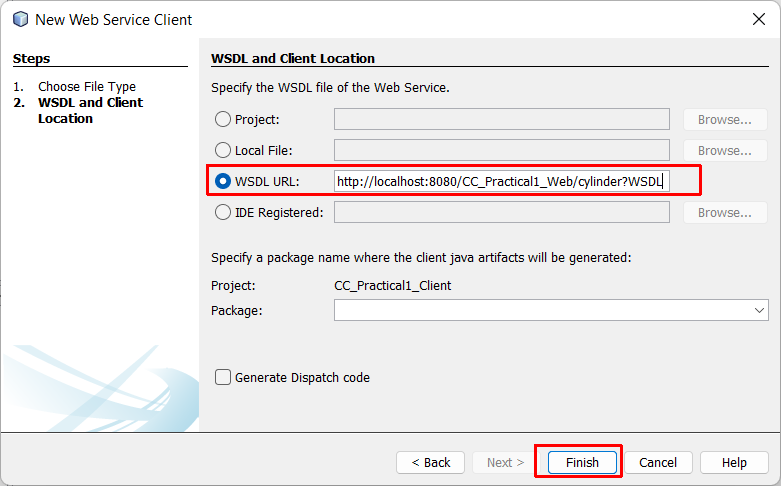 New Web Service Client
Steps
1. Choose File Type
2. WSDL and Client
Location
WSDL and Client Location
Specify the WSDL file of the Web Service.
Project: Browse...
Local File: Browse...
WSDL URL: http://localhost:8080/CC_Practical1_Web/cylinder?WSDL
IDE Registered: Browse...
Specify a package name where the client java artifacts will be generated:
Project: CC_Practical1_Client
Package:
Generate Dispatch code
< Back Next > Finish Cancel Help